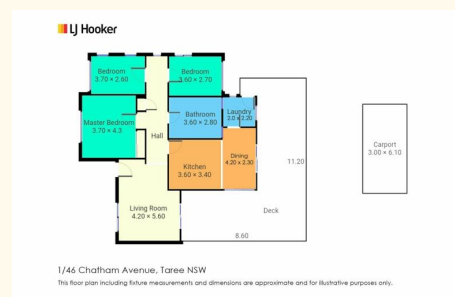 LJ Hooker
Bedroom
3.70 × 2.60
Bedroom
3.60 × 2.70
Master Bedroom
3.70 × 4.3
Hall
Bathroom
3.60 × 2.80
Laundry
2.0 × 2.20
Kitchen
3.60 × 3.40
Dining
4.20 × 2.30
Living Room
4.20 × 5.60
Deck
11.20
8.60
Carport
3.00 × 6.10
1/46 Chatham Avenue, Taree NSW
This floor plan including fixture measurements and dimensions are approximate and for illustrative purposes only.